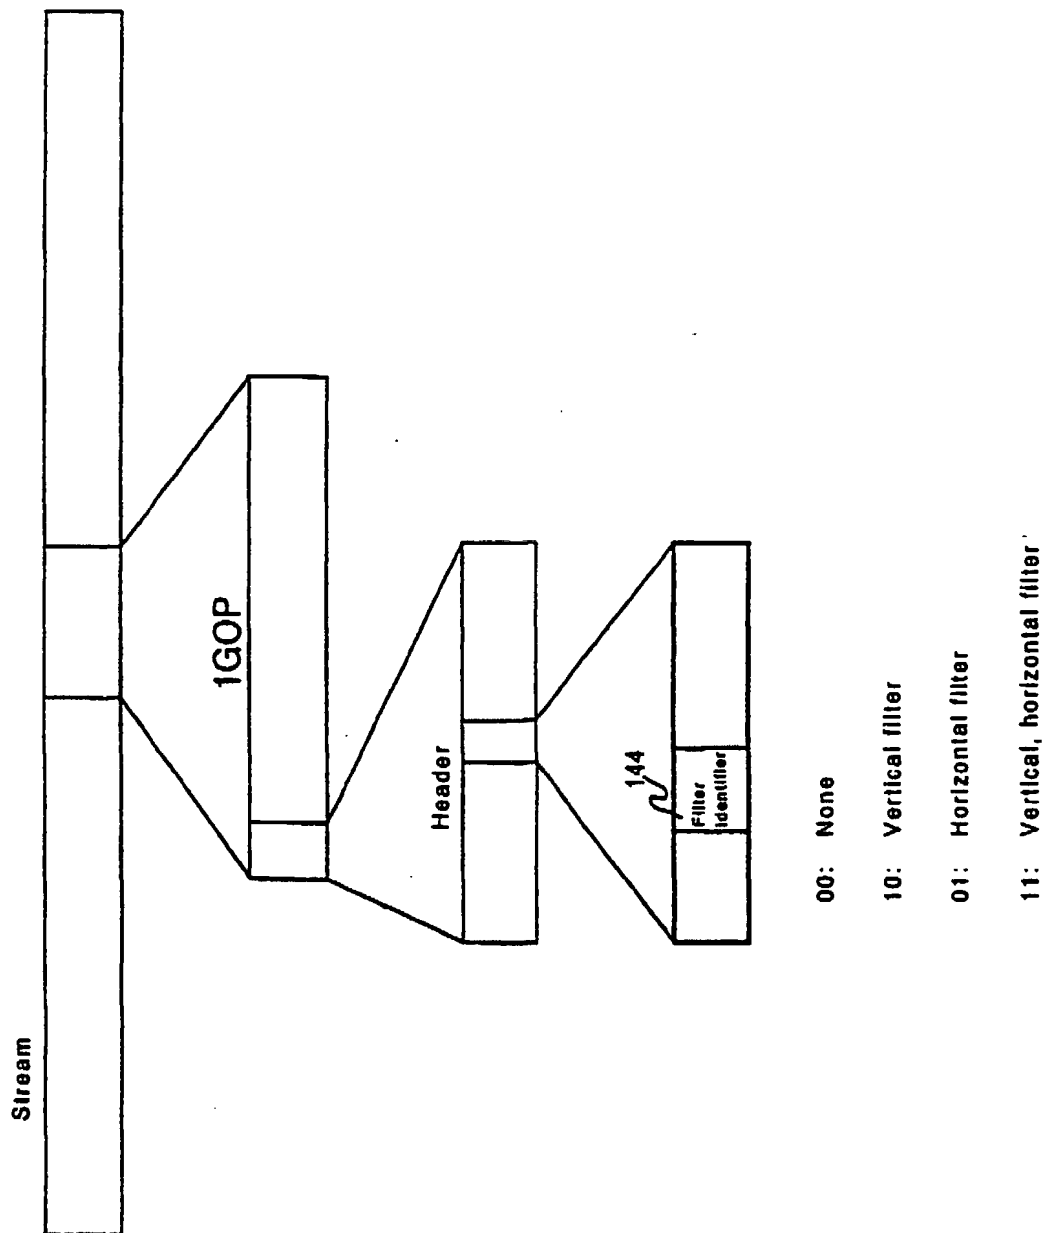 Stream
1GOP
Header
144
Filter
identifier
00: None
10: Vertical filter
01: Horizontal filter
11: Vertical, horizontal filter